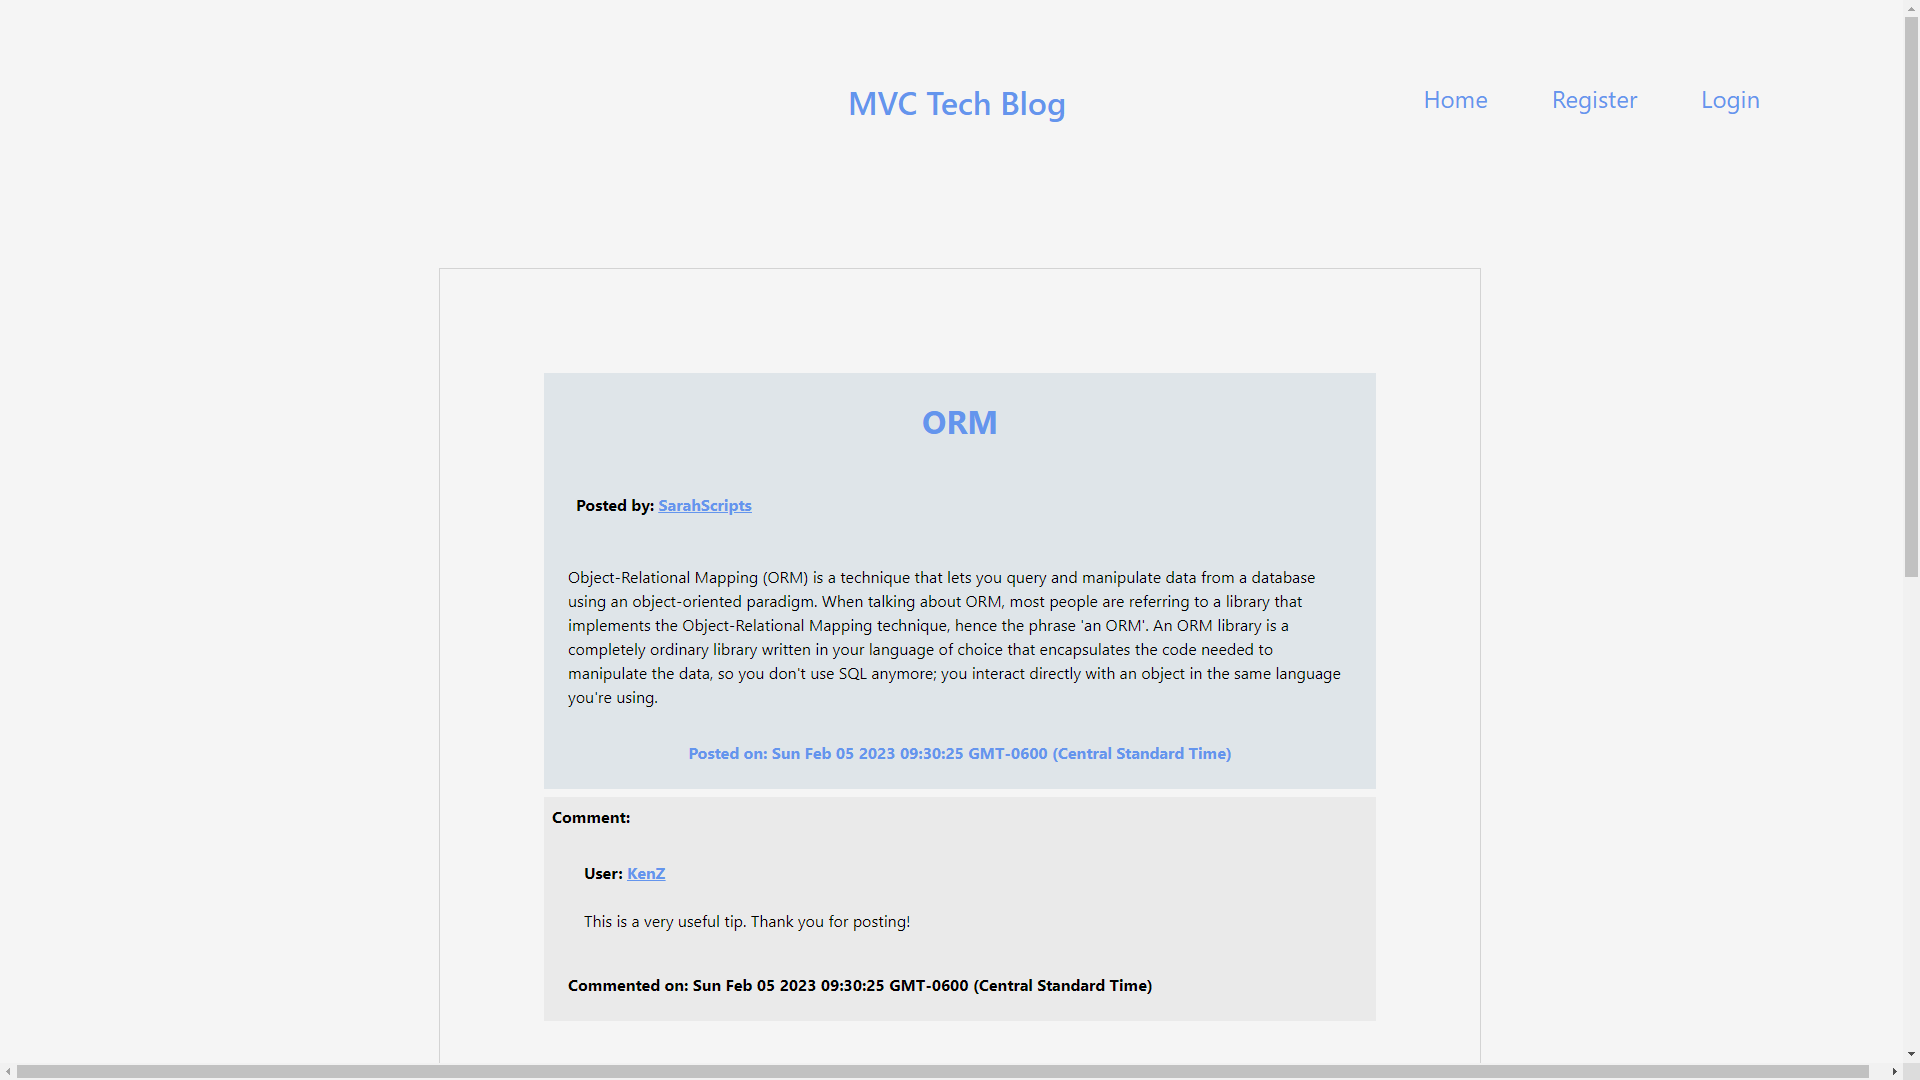 MVC Tech Blog
Home
Register
Login
ORM
Posted by: SarahScripts
Object-Relational Mapping (ORM) is a technique that lets you query and manipulate data from a database
using an object-oriented paradigm. When talking about ORM, most people are referring to a library that
implements the Object-Relational Mapping technique, hence the phrase 'an ORM'. An ORM library is a
completely ordinary library written in your language of choice that encapsulates the code needed to
manipulate the data, so you don't use SQL anymore; you interact directly with an object in the same language
you're using.
Posted on: Sun Feb 05 2023 09:30:25 GMT-0600 (Central Standard Time)
Comment:
User: KenZ
This is a very useful tip. Thank you for posting!
Commented on: Sun Feb 05 2023 09:30:25 GMT-0600 (Central Standard Time)